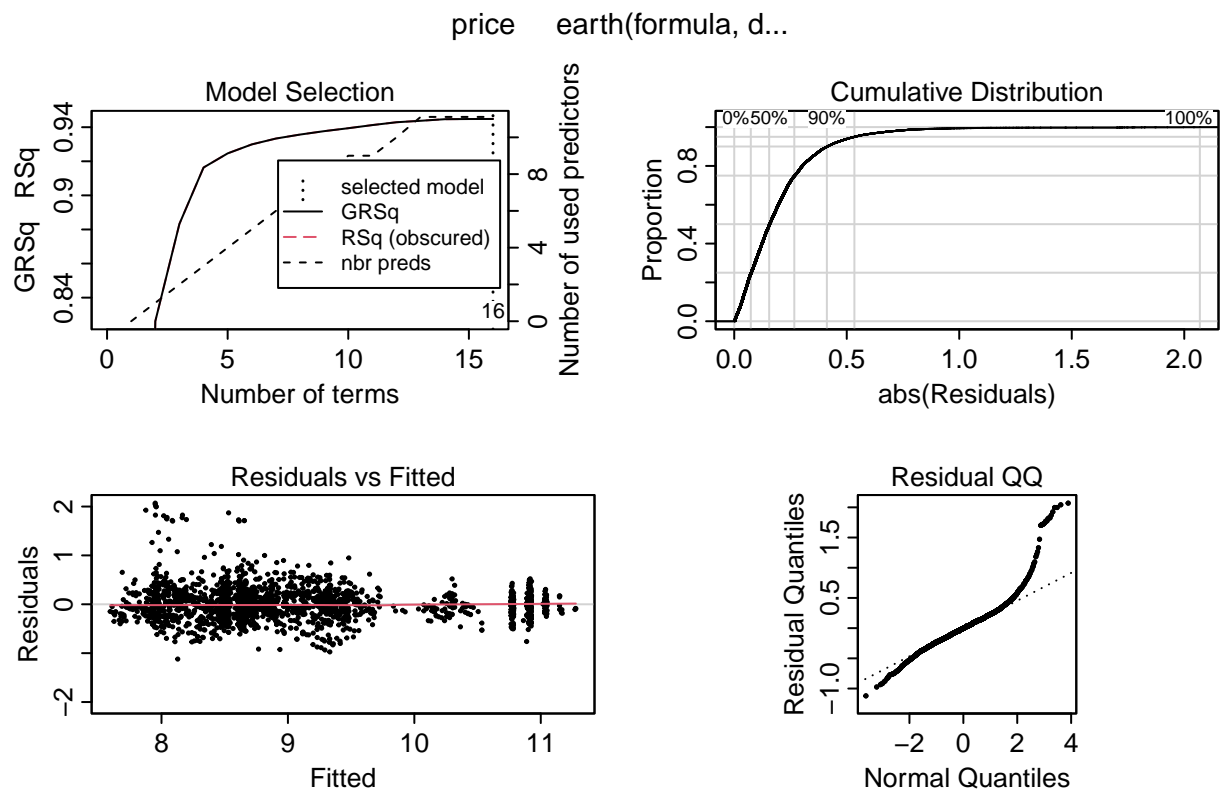 price earth(formula, d...
Model Selection
GRSq RSq
0.84 0.9 0.94
Number of used predictors
0 4 8
selected model
GRSq
RSq (obscured)
nbr preds
16
0 5 10 15
Number of terms
Cumulative Distribution
Proportion
0.0 0.4 0.8
0% 50% 90% 100%
0.0 0.5 1.0 1.5 2.0
abs(Residuals)
Residuals vs Fitted
Residuals
−2 0 1 2
8 9 10 11
Fitted
Residual QQ
Residual Quantiles
−1.0 0.5 1.5
−2 0 2 4
Normal Quantiles